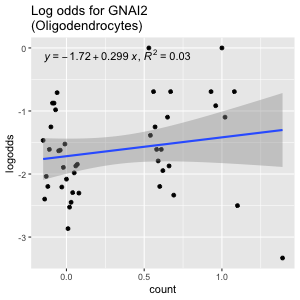 Log odds for GNAI2
(Oligodendrocytes)
y = −1.72 + 0.299 x, R² = 0.03
0
-1
-2
-3
logodds
0.0 0.5 1.0
count